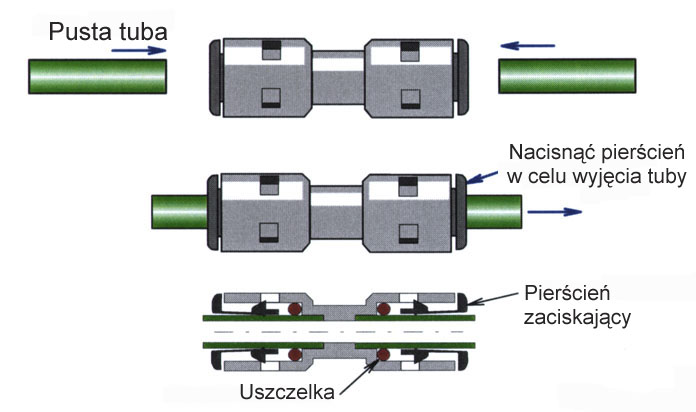 Pusta tuba
Nacisnąć pierścień
w celu wyjęcia tuby
Pierścień
zaciskający
Uszczelka